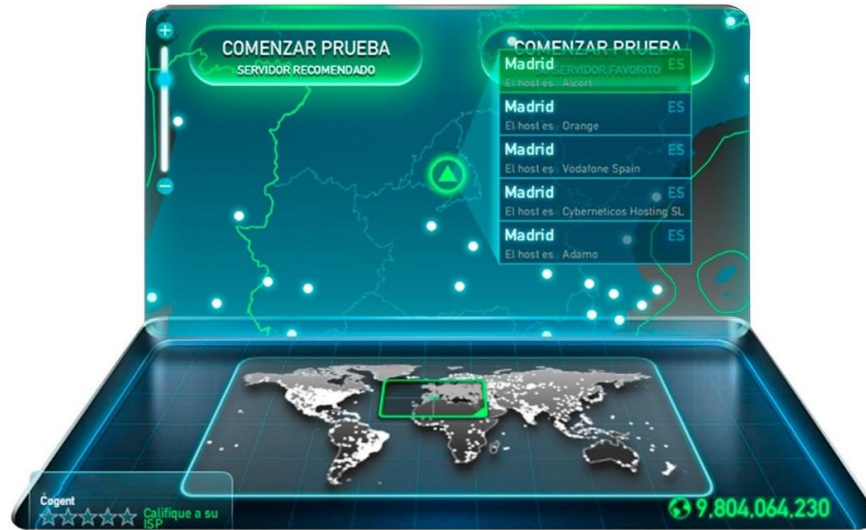 COMENZAR PRUEBA
SERVIDOR RECOMENDADO
COMENZAR PRUEBA
SU SERVIDOR FAVORITO
Madrid ES
El host es: Alcort
Madrid ES
El host es: Orange
Madrid ES
El host es: Vodafone Spain
Madrid ES
El host es: Cyberneticos Hosting SL
Madrid ES
El host es: Adamo
Cogent
Califique a su
ISP
9,804,064,230